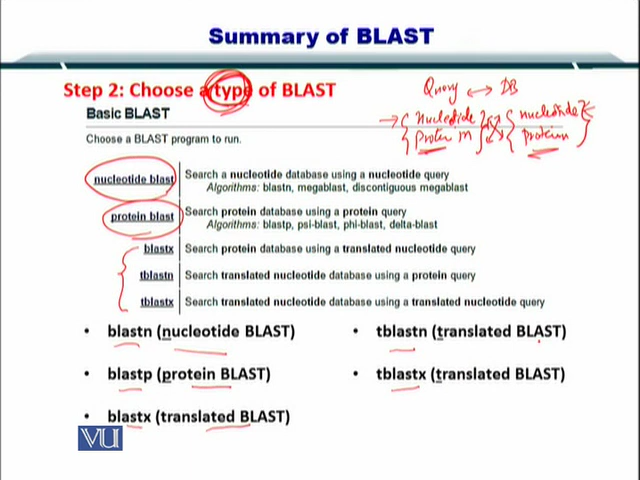 Summary of BLAST
Step 2: Choose a type of BLAST
Query ↔ DB
Basic BLAST
nucleotide
Protein
nucleotide
protein
Choose a BLAST program to run.
nucleotide blast Search a nucleotide database using a nucleotide query
Algorithms: blastn, megablast, discontiguous megablast
protein blast Search protein database using a protein query
Algorithms: blastp, psi-blast, phi-blast, delta-blast
blastx Search protein database using a translated nucleotide query
tblastn Search translated nucleotide database using a protein query
tblastx Search translated nucleotide database using a translated nucleotide query
• blastn (nucleotide BLAST)
• tblastn (translated BLAST)
• blastp (protein BLAST)
• tblastx (translated BLAST)
• blastx (translated BLAST)
VU